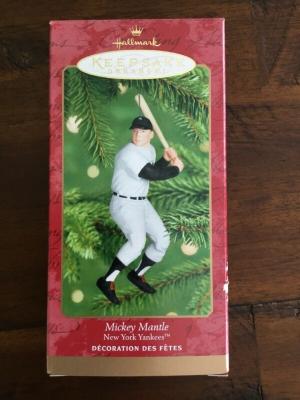 Hallmark
KEEPSAKE
ORNAMENT
Mickey Mantle
New York Yankees™
DÉCORATION DES FÊTES